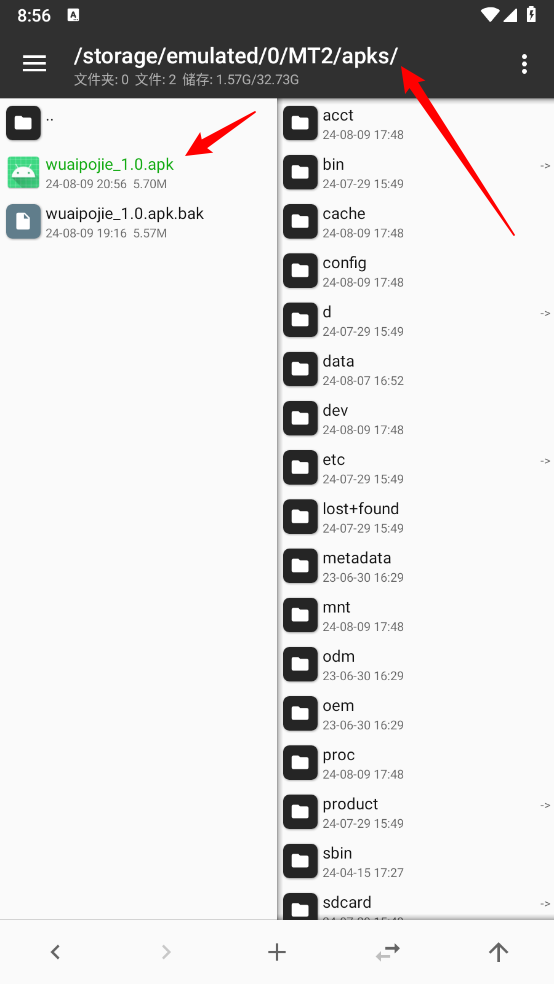 8:56
A
/storage/emulated/0/MT2/apks/
文件夹: 0 文件: 2 储存: 1.57G/32.73G
..
wuaipojie_1.0.apk
24-08-09 20:56 5.70M
wuaipojie_1.0.apk.bak
24-08-09 19:16 5.57M
acct
24-08-09 17:48
bin
24-07-29 15:49
->
cache
24-08-09 17:48
config
24-08-09 17:48
d
24-07-29 15:49
->
data
24-08-07 16:52
dev
24-08-09 17:48
etc
24-07-29 15:49
->
lost+found
24-07-29 15:49
metadata
23-06-30 16:29
mnt
24-08-09 17:48
odm
23-06-30 16:29
oem
23-06-30 16:29
proc
24-08-09 17:48
product
24-07-29 15:49
->
sbin
24-04-15 17:27
sdcard
->